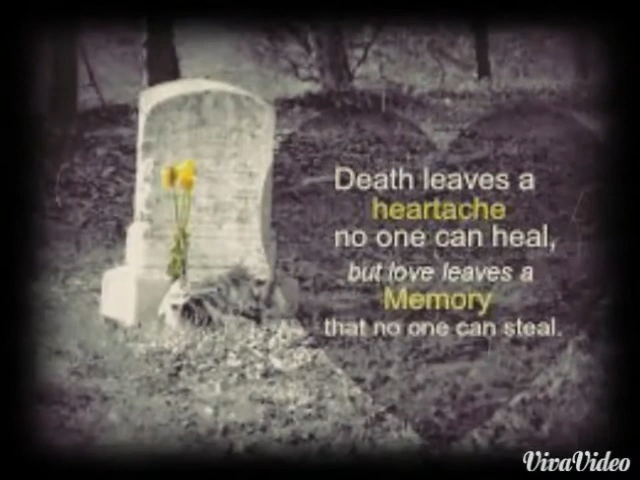 Death leaves a
heartache
no one can heal,
but love leaves a
Memory
that no one can steal.
VivaVideo